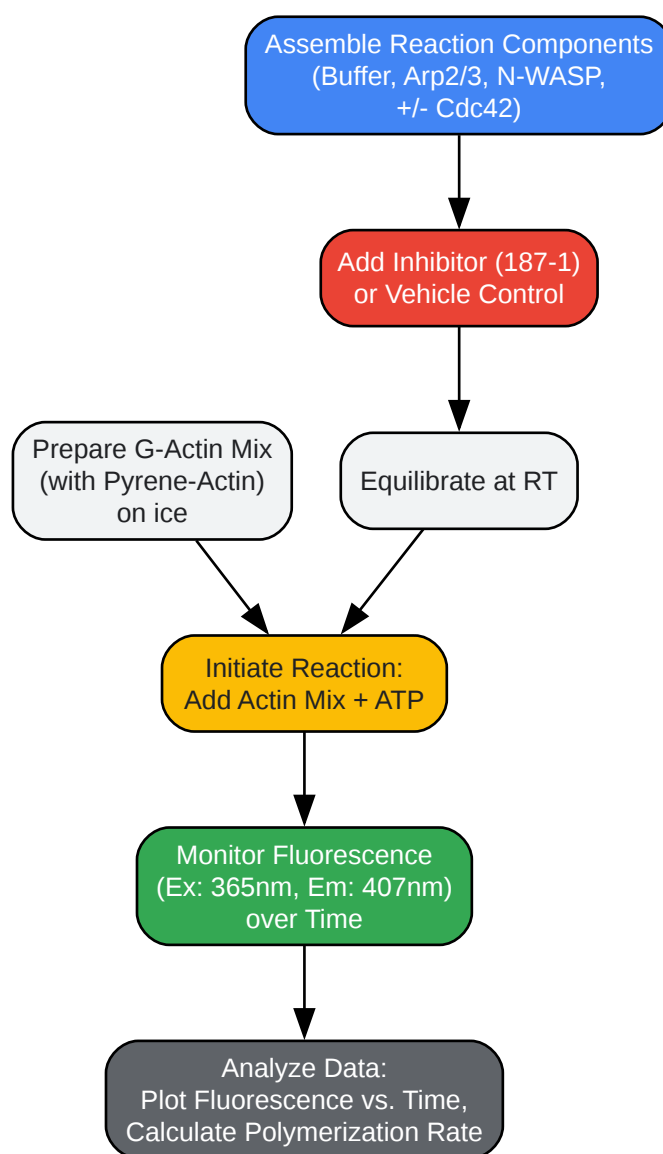 Assemble Reaction Components
(Buffer, Arp2/3, N-WASP,
+/- Cdc42)
Add Inhibitor (187-1)
or Vehicle Control
Prepare G-Actin Mix
(with Pyrene-Actin)
on ice
Equilibrate at RT
Initiate Reaction:
Add Actin Mix + ATP
Monitor Fluorescence
(Ex: 365nm, Em: 407nm)
over Time
Analyze Data:
Plot Fluorescence vs. Time,
Calculate Polymerization Rate